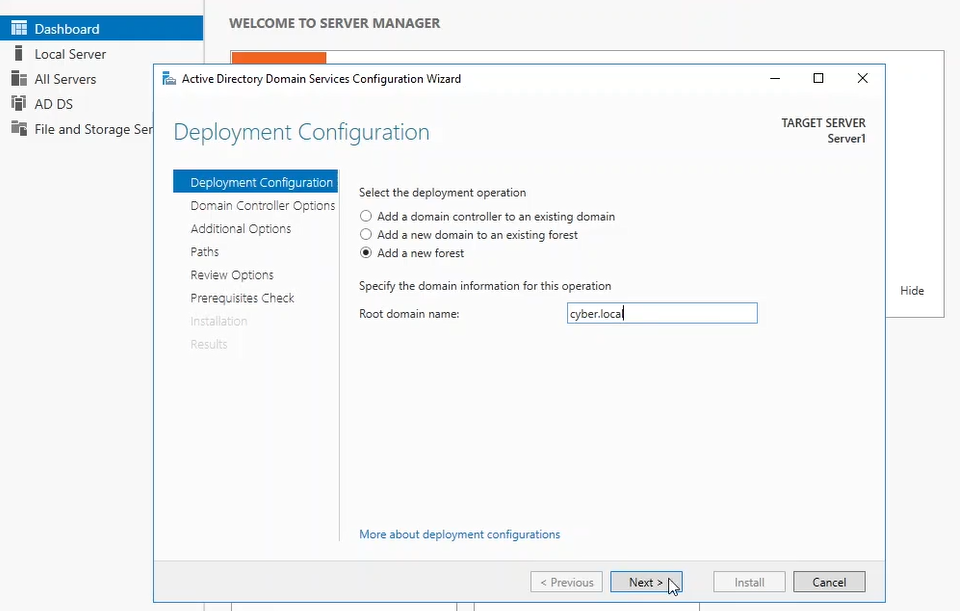 Dashboard
Local Server
All Servers
AD DS
File and Storage Ser
WELCOME TO SERVER MANAGER
Active Directory Domain Services Configuration Wizard
Deployment Configuration
TARGET SERVER
Server1
Deployment Configuration
Domain Controller Options
Additional Options
Paths
Review Options
Prerequisites Check
Installation
Results
Select the deployment operation
Add a domain controller to an existing domain
Add a new domain to an existing forest
Add a new forest
Specify the domain information for this operation
Root domain name:
cyber.local
More about deployment configurations
Hide
< Previous
Next >
Install
Cancel